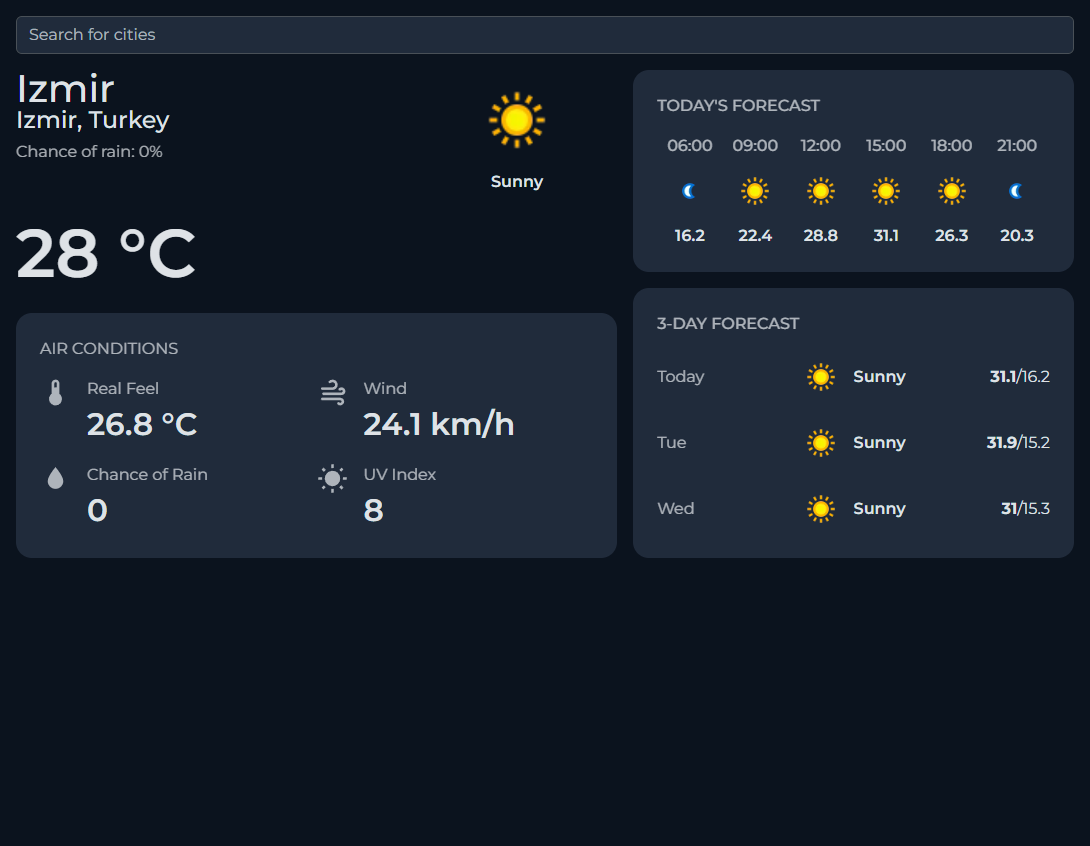 Search for cities
Izmir
Izmir, Turkey
Chance of rain: 0%
Sunny
28 °C
AIR CONDITIONS
Real Feel
26.8 °C
Wind
24.1 km/h
Chance of Rain
0
UV Index
8
TODAY'S FORECAST
06:00 09:00 12:00 15:00 18:00 21:00
16.2 22.4 28.8 31.1 26.3 20.3
3-DAY FORECAST
Today Sunny 31.1/16.2
Tue Sunny 31.9/15.2
Wed Sunny 31/15.3